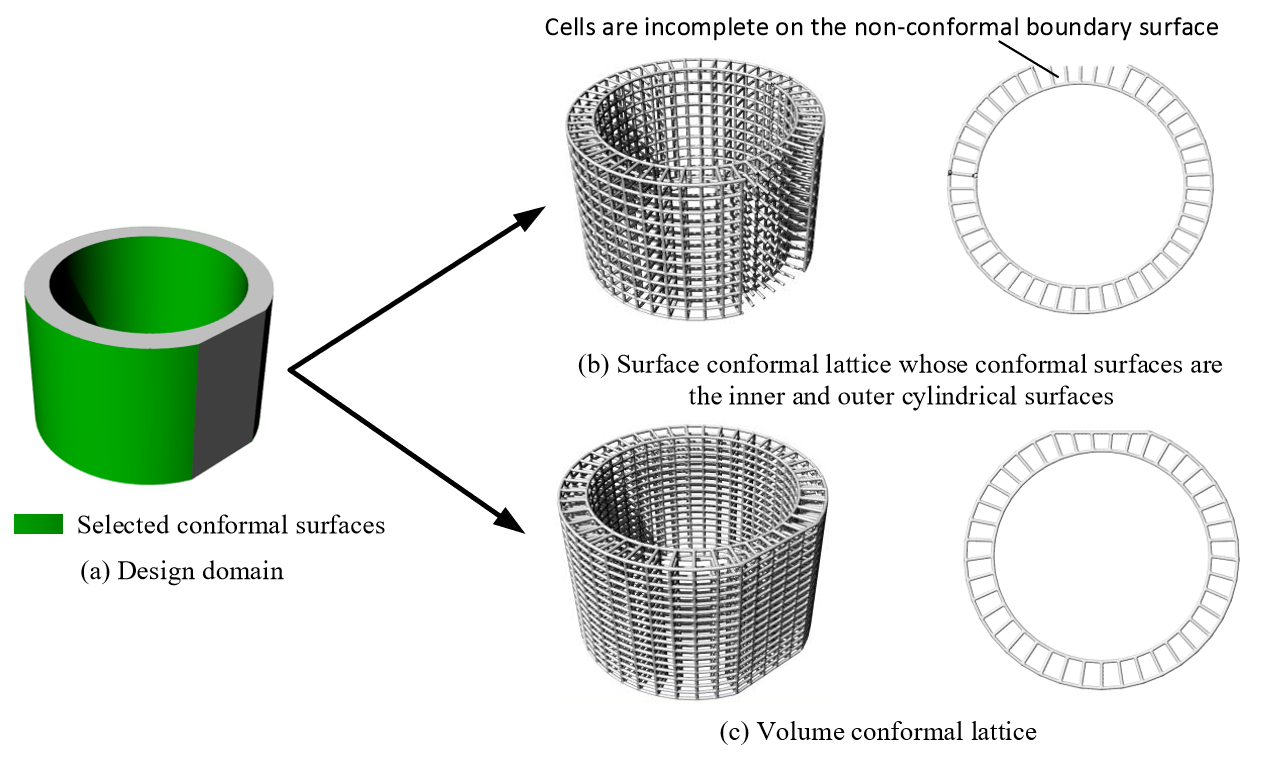 Cells are incomplete on the non-conformal boundary surface
(b) Surface conformal lattice whose conformal surfaces are
the inner and outer cylindrical surfaces
Selected conformal surfaces
(a) Design domain
(c) Volume conformal lattice